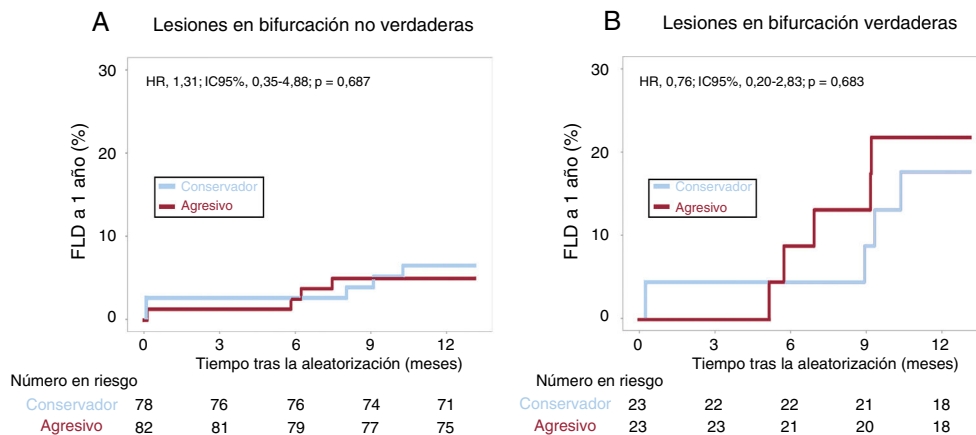 A Lesiones en bifurcación no verdaderas
30
HR, 1,31; IC95%, 0,35-4,88; p = 0,687
20
Conservador
Agresivo
10
0
FLD a 1 año (%)
0 3 6 9 12
Tiempo tras la aleatorización (meses)
Número en riesgo
Conservador 78 76 76 74 71
Agresivo 82 81 79 77 75
B Lesiones en bifurcación verdaderas
30
HR, 0,76; IC95%, 0,20-2,83; p = 0,683
20
Conservador
Agresivo
10
0
FLD a 1 año (%)
0 3 6 9 12
Tiempo tras la aleatorización (meses)
Número en riesgo
Conservador 23 22 22 21 18
Agresivo 23 23 21 20 18